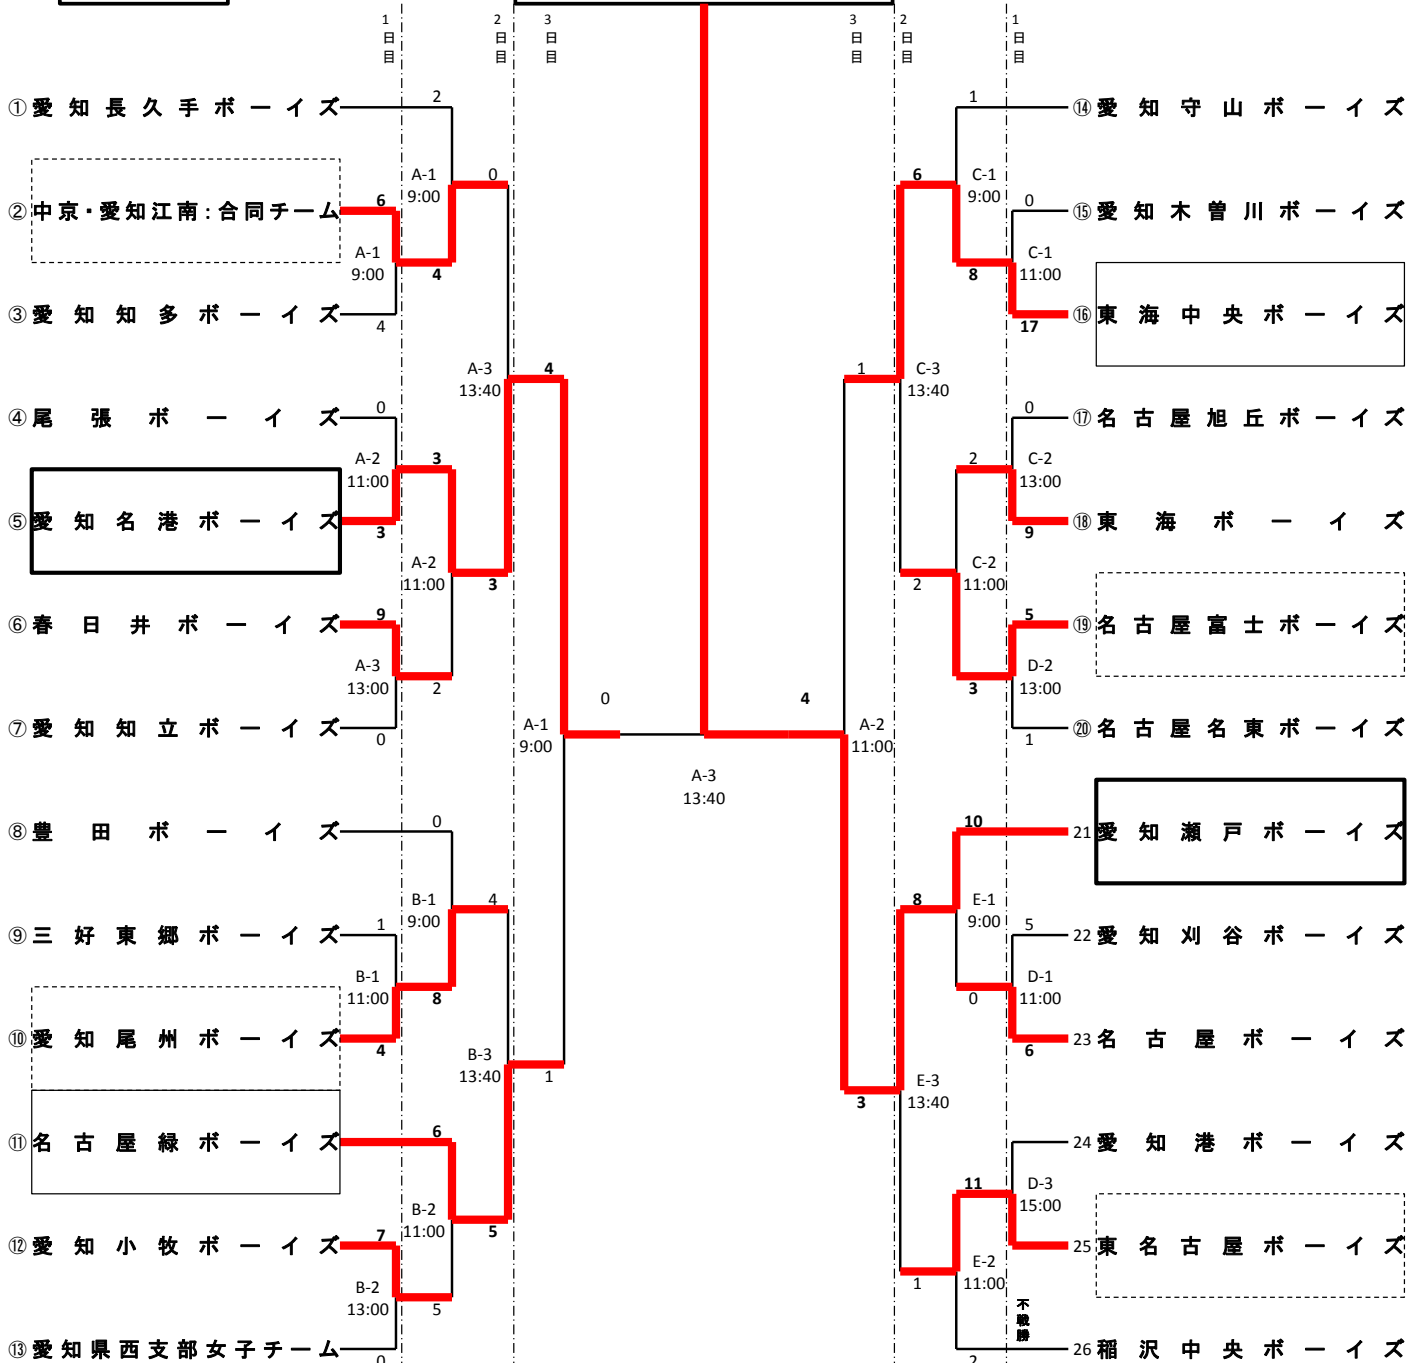 1日目
2日目
3日目
3日目
2日目
1日目
①愛知長久手ボーイズ
2
A-1
9:00
0
②中京・愛知江南:合同チーム
6
A-1
9:00
4
③愛知知多ボーイズ
4
A-3
13:40
4
④尾張ボーイズ
0
A-2
11:00
3
⑤愛知名港ボーイズ
3
A-2
11:00
3
⑥春日井ボーイズ
9
A-3
13:00
2
⑦愛知知立ボーイズ
0
A-1
9:00
0
⑧豊田ボーイズ
0
B-1
9:00
4
⑨三好東郷ボーイズ
1
B-1
11:00
8
⑩愛知尾州ボーイズ
4
B-3
13:40
1
⑪名古屋緑ボーイズ
6
B-2
11:00
5
⑫愛知小牧ボーイズ
7
B-2
13:00
5
⑬愛知県西支部女子チーム
0
A-3
13:40
4
A-2
11:00
1
⑭愛知守山ボーイズ
6
C-1
9:00
0
⑮愛知木曽川ボーイズ
C-1
11:00
8
17
⑯東海中央ボーイズ
1
C-3
13:40
0
⑰名古屋旭丘ボーイズ
2
C-2
13:00
9
⑱東海ボーイズ
2
C-2
11:00
5
⑲名古屋富士ボーイズ
3
D-2
13:00
1
⑳名古屋名東ボーイズ
10
21愛知瀬戸ボーイズ
8
E-1
9:00
5
22愛知刈谷ボーイズ
0
D-1
11:00
6
23名古屋ボーイズ
3
E-3
13:40
24愛知港ボーイズ
11
D-3
15:00
25東名古屋ボーイズ
1
E-2
11:00
不戦勝
2
26稲沢中央ボーイズ